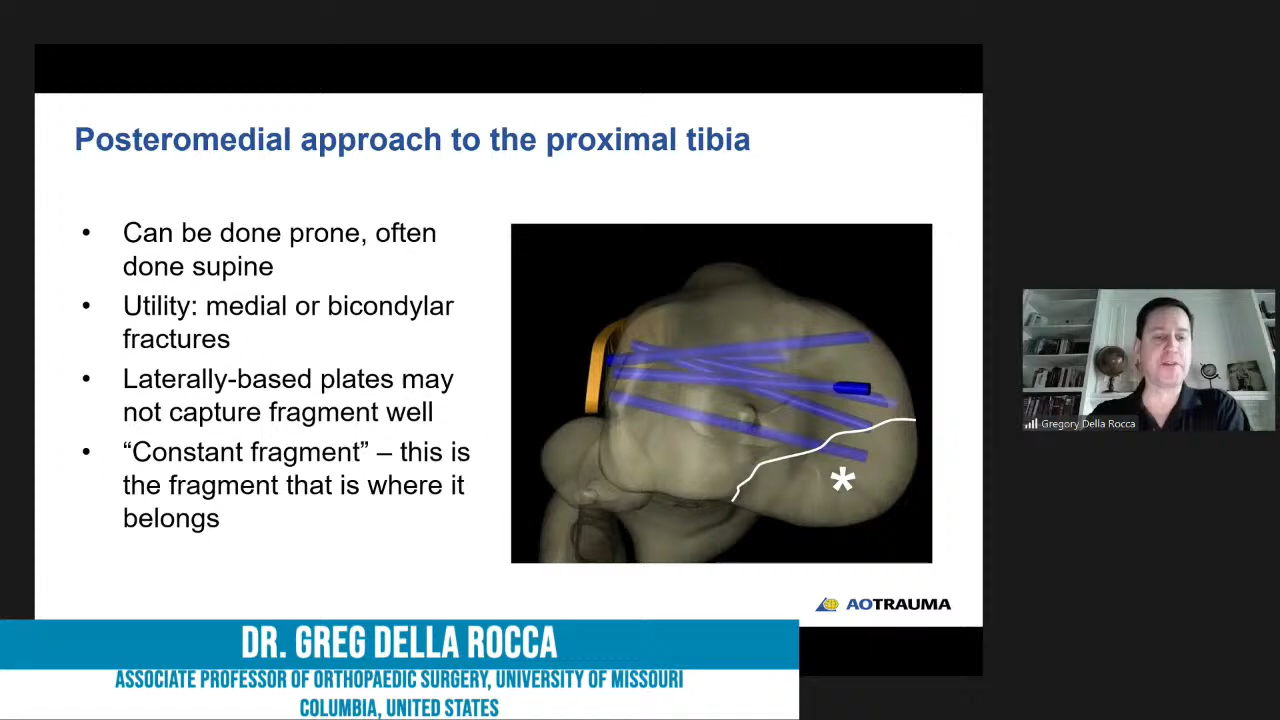 Posteromedial approach to the proximal tibia
• Can be done prone, often
done supine
• Utility: medial or bicondylar
fractures
• Laterally-based plates may
not capture fragment well
• “Constant fragment” – this is
the fragment that is where it
belongs
*
AOTRAUMA
Gregory Della Rocca
DR. GREG DELLA ROCCA
ASSOCIATE PROFESSOR OF ORTHOPAEDIC SURGERY, UNIVERSITY OF MISSOURI
COLUMBIA, UNITED STATES